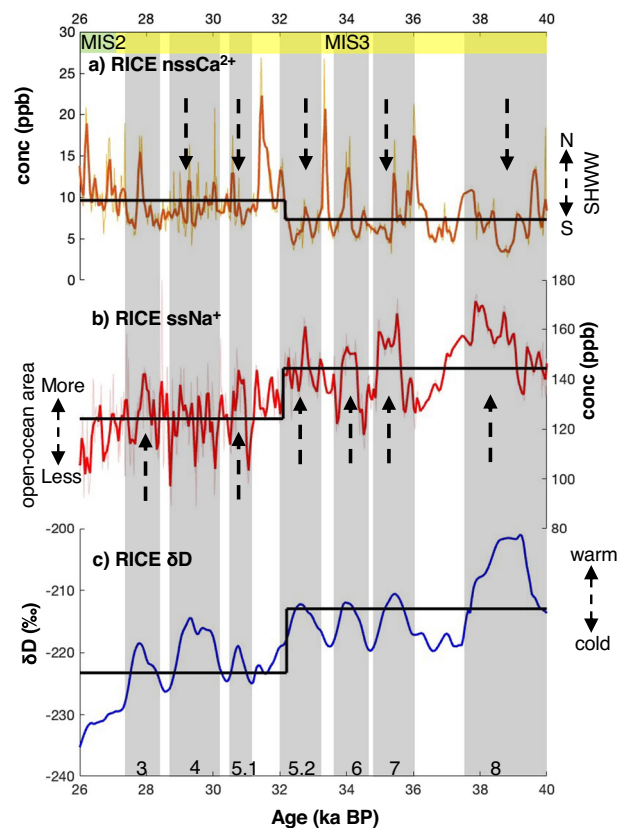 26 28 30 32 34 36 38 40
MIS2 MIS3
a) RICE nssCa²⁺
conc (ppb)
30
25
20
15
10
5
0
N
S
SHWW
b) RICE ssNa⁺
180
160
140
120
100
80
conc (ppb)
open-ocean area
More
Less
c) RICE δD
-200
-210
-220
-230
-240
δD (‰)
warm
cold
3 4 5.1 5.2 6 7 8
26 28 30 32 34 36 38 40
Age (ka BP)